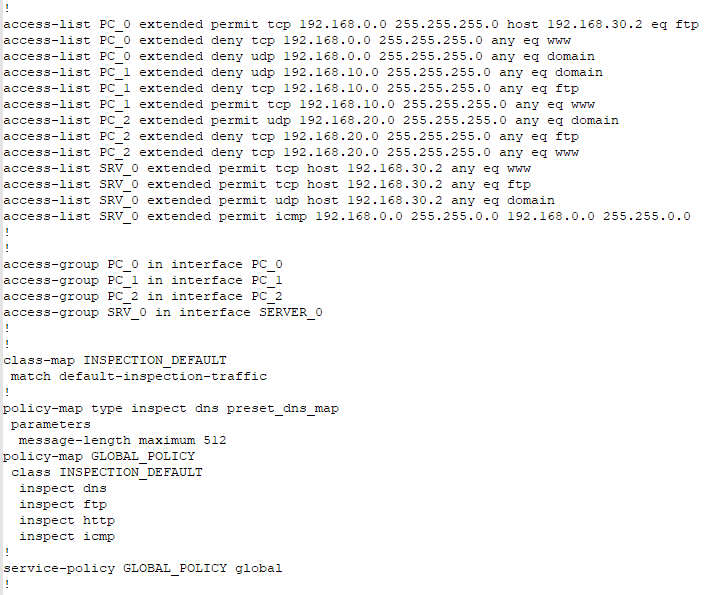 !
access-list PC_0 extended permit tcp 192.168.0.0 255.255.255.0 host 192.168.30.2 eq ftp
access-list PC_0 extended deny tcp 192.168.0.0 255.255.255.0 any eq www
access-list PC_0 extended deny udp 192.168.0.0 255.255.255.0 any eq domain
access-list PC_1 extended deny udp 192.168.10.0 255.255.255.0 any eq domain
access-list PC_1 extended deny tcp 192.168.10.0 255.255.255.0 any eq ftp
access-list PC_1 extended permit tcp 192.168.10.0 255.255.255.0 any eq www
access-list PC_2 extended permit udp 192.168.20.0 255.255.255.0 any eq domain
access-list PC_2 extended deny tcp 192.168.20.0 255.255.255.0 any eq ftp
access-list PC_2 extended deny tcp 192.168.20.0 255.255.255.0 any eq www
access-list SRV_0 extended permit tcp host 192.168.30.2 any eq www
access-list SRV_0 extended permit tcp host 192.168.30.2 any eq ftp
access-list SRV_0 extended permit udp host 192.168.30.2 any eq domain
access-list SRV_0 extended permit icmp 192.168.0.0 255.255.0.0 192.168.0.0 255.255.0.0
!
!
access-group PC_0 in interface PC_0
access-group PC_1 in interface PC_1
access-group PC_2 in interface PC_2
access-group SRV_0 in interface SERVER_0
!
!
class-map INSPECTION_DEFAULT
 match default-inspection-traffic
!
policy-map type inspect dns preset_dns_map
 parameters
  message-length maximum 512
policy-map GLOBAL_POLICY
 class INSPECTION_DEFAULT
  inspect dns
  inspect ftp
  inspect http
  inspect icmp
!
service-policy GLOBAL_POLICY global
!